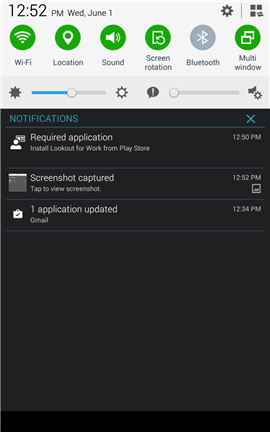 12:52 PM Wed, June 1
Wi-Fi
Location
Sound
Screen
rotation
Bluetooth
Multi
window
NOTIFICATIONS
Required application 12:50 PM
Install Lookout for Work from Play Store
Screenshot captured 12:52 PM
Tap to view screenshot.
1 application updated 12:34 PM
Gmail